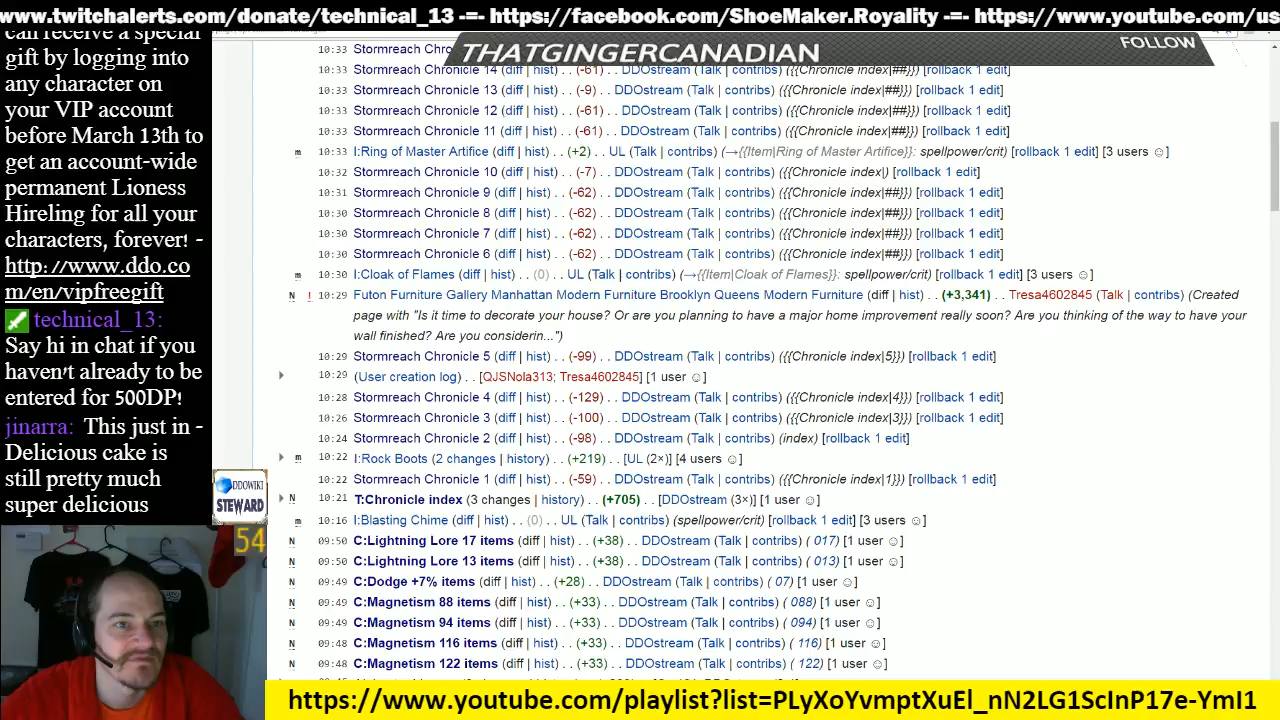 www.twitchalerts.com/donate/technical_13 -=- https://facebook.com/ShoeMaker.Royality -=- https://www.youtube.com/us
can receive a special
gift by logging into
any character on
your VIP account
before March 13th to
get an account-wide
permanent Lioness
Hireling for all your
characters, forever! -
http://www.ddo.co
m/en/vipfreegift
technical_13:
Say hi in chat if you
haven't already to be
entered for 500DP!
jinarra: This just in -
Delicious cake is
still pretty much
super delicious
DDOWIKI
STEWARD
54
THATGINGERCANADIAN
FOLLOW
10:33 Stormreach Chro
10:33 Stormreach Chronicle 14 (diff | hist) . . (-61) . . DDOstream (Talk | contribs) ({{Chronicle index|##}}) [rollback 1 edit]
10:33 Stormreach Chronicle 13 (diff | hist) . . (-9) . . DDOstream (Talk | contribs) ({{Chronicle index|##}}) [rollback 1 edit]
10:33 Stormreach Chronicle 12 (diff | hist) . . (-61) . . DDOstream (Talk | contribs) ({{Chronicle index|##}}) [rollback 1 edit]
10:33 Stormreach Chronicle 11 (diff | hist) . . (-61) . . DDOstream (Talk | contribs) ({{Chronicle index|##}}) [rollback 1 edit]
m 10:33 I:Ring of Master Artifice (diff | hist) . . (+2) . . UL (Talk | contribs) (→{{Item|Ring of Master Artifice}}: spellpower/crit) [rollback 1 edit] [3 users ☺]
10:32 Stormreach Chronicle 10 (diff | hist) . . (-7) . . DDOstream (Talk | contribs) ({{Chronicle index|) [rollback 1 edit]
10:31 Stormreach Chronicle 9 (diff | hist) . . (-62) . . DDOstream (Talk | contribs) ({{Chronicle index|##}}) [rollback 1 edit]
10:30 Stormreach Chronicle 8 (diff | hist) . . (-62) . . DDOstream (Talk | contribs) ({{Chronicle index|##}}) [rollback 1 edit]
10:30 Stormreach Chronicle 7 (diff | hist) . . (-62) . . DDOstream (Talk | contribs) ({{Chronicle index|##}}) [rollback 1 edit]
10:30 Stormreach Chronicle 6 (diff | hist) . . (-62) . . DDOstream (Talk | contribs) ({{Chronicle index|##}}) [rollback 1 edit]
m 10:30 I:Cloak of Flames (diff | hist) . . (0) . . UL (Talk | contribs) (→{{Item|Cloak of Flames}}: spellpower/crit) [rollback 1 edit] [3 users ☺]
N ! 10:29 Futon Furniture Gallery Manhattan Modern Furniture Brooklyn Queens Modern Furniture (diff | hist) . . (+3,341) . . Tresa4602845 (Talk | contribs) (Created
page with "Is it time to decorate your house? Or are you planning to have a major home improvement really soon? Are you thinking of the way to have your
wall finished? Are you considerin...")
10:29 Stormreach Chronicle 5 (diff | hist) . . (-99) . . DDOstream (Talk | contribs) ({{Chronicle index|5}}) [rollback 1 edit]
10:29 (User creation log) . . [QJSNola313; Tresa4602845] [1 user ☺]
10:28 Stormreach Chronicle 4 (diff | hist) . . (-129) . . DDOstream (Talk | contribs) ({{Chronicle index|4}}) [rollback 1 edit]
10:26 Stormreach Chronicle 3 (diff | hist) . . (-100) . . DDOstream (Talk | contribs) ({{Chronicle index|3}}) [rollback 1 edit]
10:24 Stormreach Chronicle 2 (diff | hist) . . (-98) . . DDOstream (Talk | contribs) (index) [rollback 1 edit]
m 10:22 I:Rock Boots (2 changes | history) . . (+219) . . [UL (2×)] [4 users ☺]
10:22 Stormreach Chronicle 1 (diff | hist) . . (-59) . . DDOstream (Talk | contribs) ({{Chronicle index|1}}) [rollback 1 edit]
N 10:21 T:Chronicle index (3 changes | history) . . (+705) . . [DDOstream (3×)] [1 user ☺]
m 10:16 I:Blasting Chime (diff | hist) . . (0) . . UL (Talk | contribs) (spellpower/crit) [rollback 1 edit] [3 users ☺]
N 09:50 C:Lightning Lore 17 items (diff | hist) . . (+38) . . DDOstream (Talk | contribs) ( 017) [1 user ☺]
N 09:50 C:Lightning Lore 13 items (diff | hist) . . (+38) . . DDOstream (Talk | contribs) ( 013) [1 user ☺]
N 09:49 C:Dodge +7% items (diff | hist) . . (+28) . . DDOstream (Talk | contribs) ( 07) [1 user ☺]
N 09:49 C:Magnetism 88 items (diff | hist) . . (+33) . . DDOstream (Talk | contribs) ( 088) [1 user ☺]
N 09:49 C:Magnetism 94 items (diff | hist) . . (+33) . . DDOstream (Talk | contribs) ( 094) [1 user ☺]
N 09:48 C:Magnetism 116 items (diff | hist) . . (+33) . . DDOstream (Talk | contribs) ( 116) [1 user ☺]
N 09:48 C:Magnetism 122 items (diff | hist) . . (+33) . . DDOstream (Talk | contribs) ( 122) [1 user ☺]
https://www.youtube.com/playlist?list=PLyXoYvmptXuEl_nN2LG1ScInP17e-YmI1